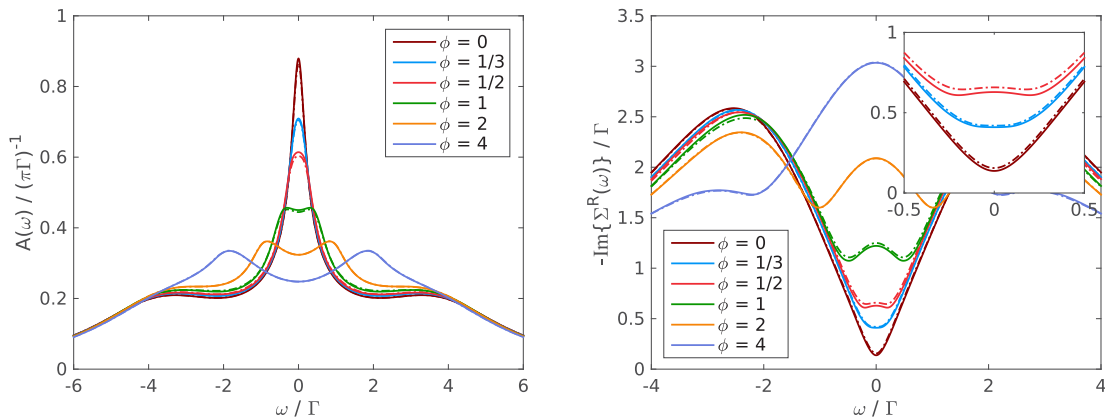 A(ω) / (πΓ)⁻¹
1
0.8
0.6
0.4
0.2
0
-6
-4
-2
0
2
4
6
ω / Γ
ϕ = 0
ϕ = 1/3
ϕ = 1/2
ϕ = 1
ϕ = 2
ϕ = 4
-Im{Σᴿ(ω)} / Γ
3.5
3
2.5
2
1.5
1
0.5
0
-4
-2
0
2
4
ω / Γ
ϕ = 0
ϕ = 1/3
ϕ = 1/2
ϕ = 1
ϕ = 2
ϕ = 4
1
0.5
0
-0.5
0
0.5